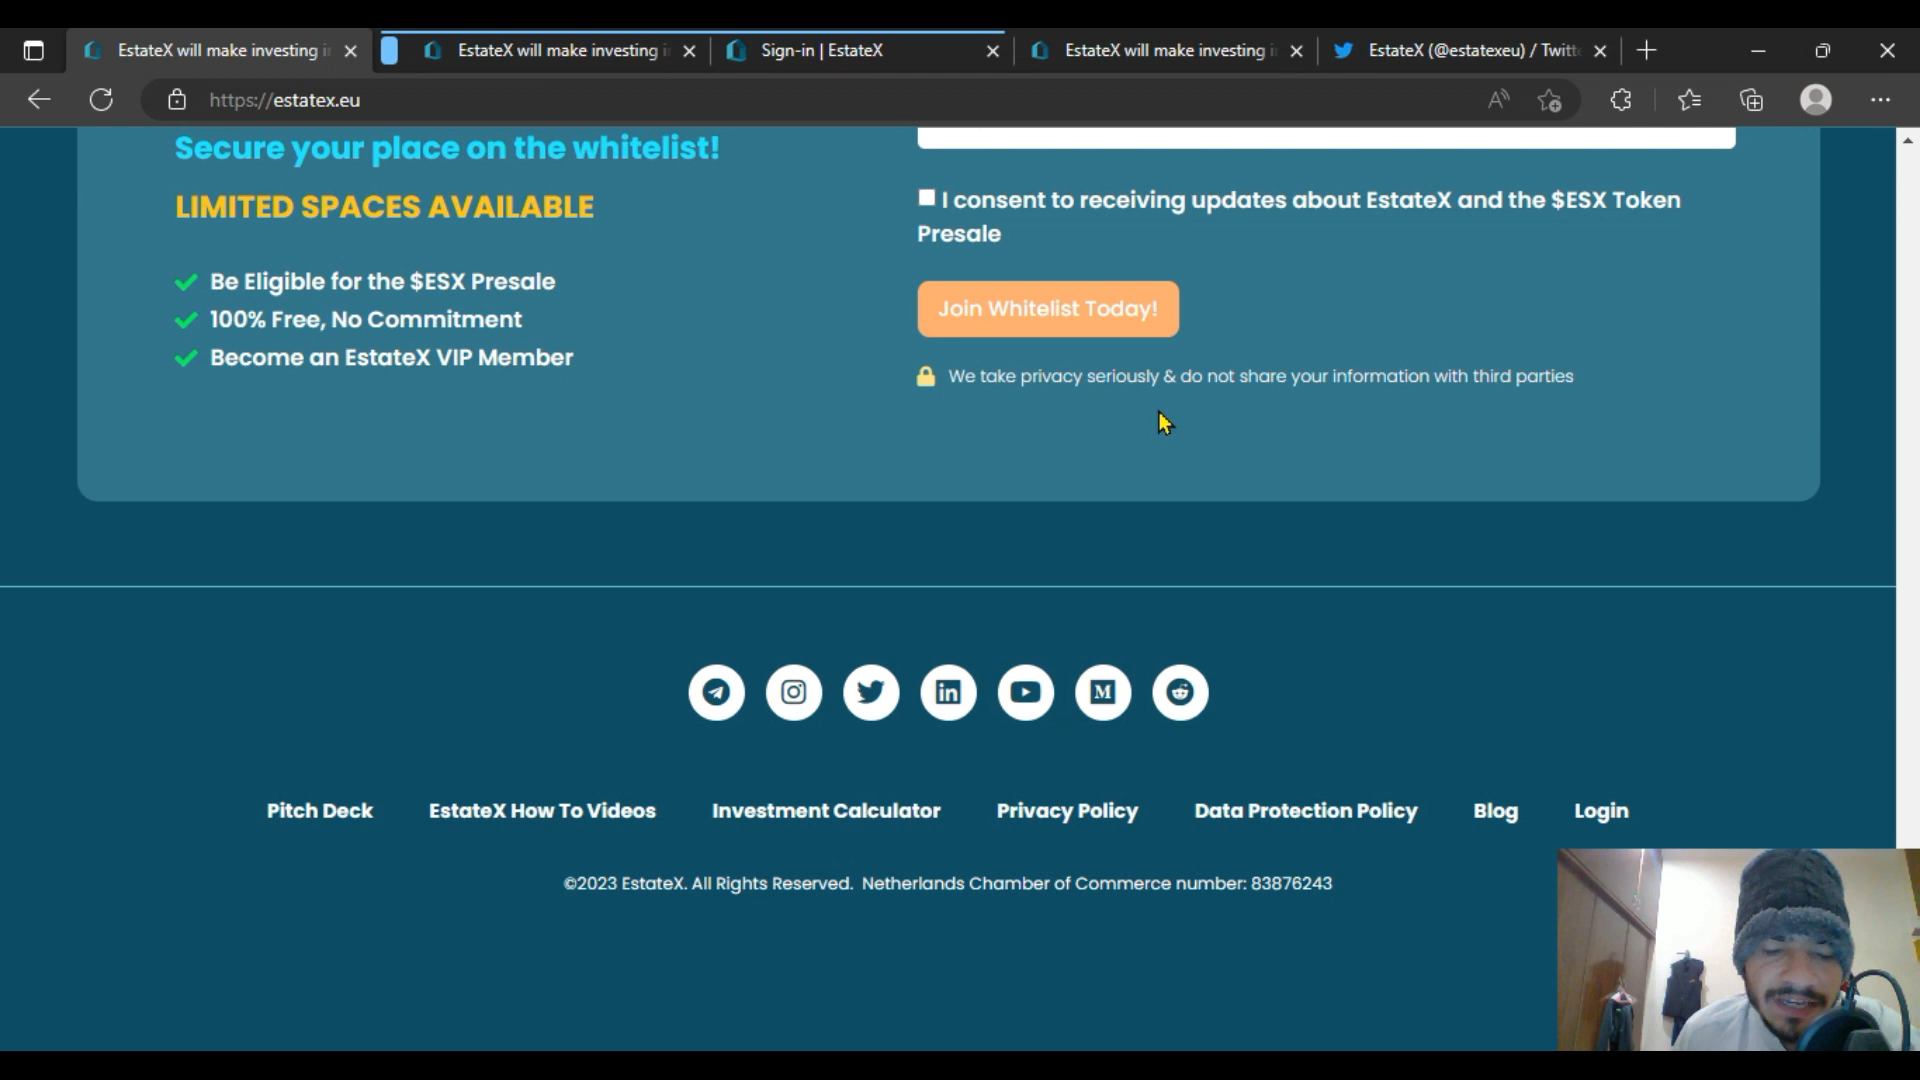 EstateX will make investing i
EstateX will make investing i
Sign-in | EstateX
EstateX will make investing i
EstateX (@estatexeu) / Twitt
https://estatex.eu
Secure your place on the whitelist!
LIMITED SPACES AVAILABLE
Be Eligible for the $ESX Presale
100% Free, No Commitment
Become an EstateX VIP Member
I consent to receiving updates about EstateX and the $ESX Token
Presale
Join Whitelist Today!
We take privacy seriously & do not share your information with third parties
Pitch Deck EstateX How To Videos Investment Calculator Privacy Policy Data Protection Policy Blog Login
©2023 EstateX. All Rights Reserved. Netherlands Chamber of Commerce number: 83876243